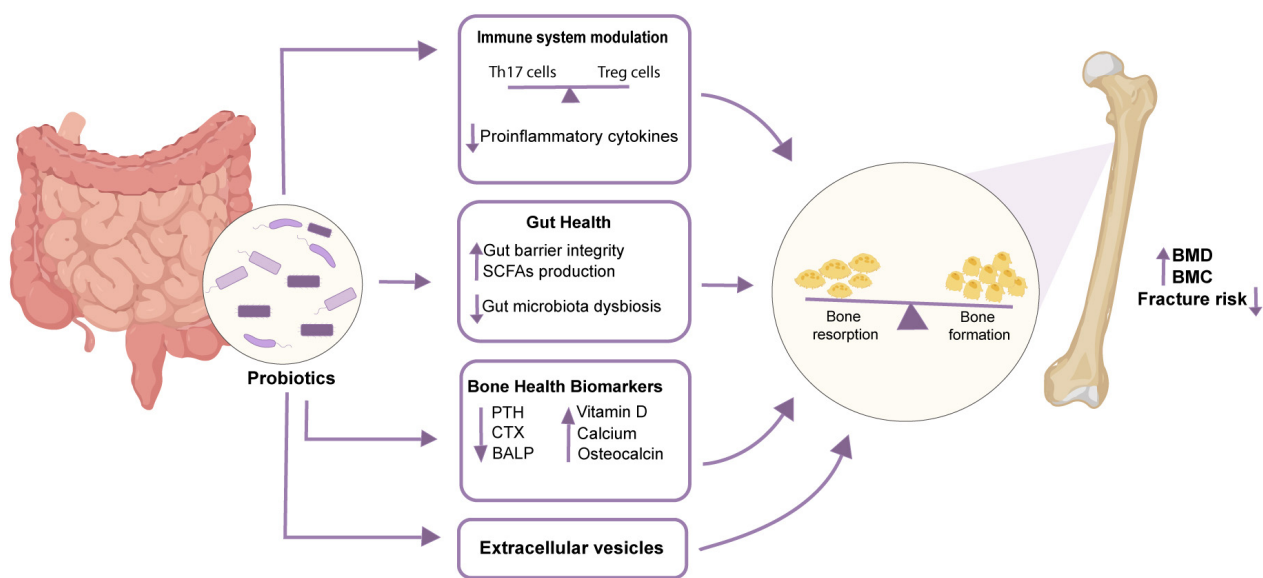 Probiotics
Immune system modulation
Th17 cells
Treg cells
Proinflammatory cytokines
Gut Health
Gut barrier integrity
SCFAs production
Gut microbiota dysbiosis
Bone Health Biomarkers
PTH
CTX
BALP
Vitamin D
Calcium
Osteocalcin
Extracellular vesicles
Bone
resorption
Bone
formation
BMD
BMC
Fracture risk